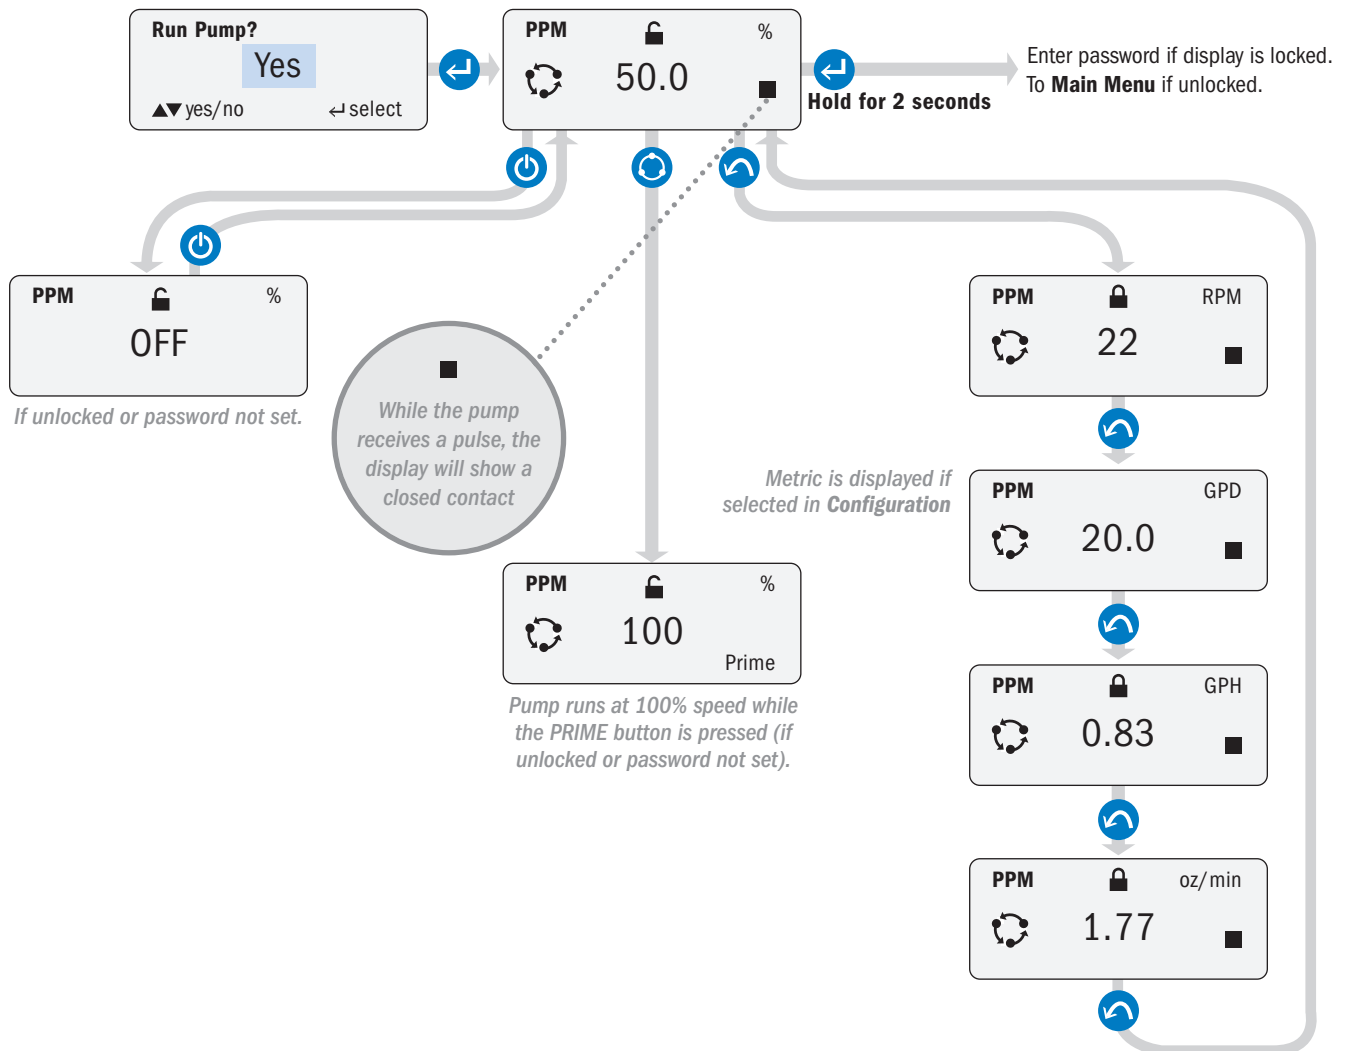 Run Pump?
Yes
▲▼ yes/no ↵ select
PPM %
50.0
Hold for 2 seconds
Enter password if display is locked.
To Main Menu if unlocked.
PPM %
OFF
If unlocked or password not set.
While the pump
receives a pulse, the
display will show a
closed contact
PPM %
100
Prime
Pump runs at 100% speed while
the PRIME button is pressed (if
unlocked or password not set).
PPM RPM
22
Metric is displayed if
selected in Configuration
PPM GPD
20.0
PPM GPH
0.83
PPM oz/min
1.77